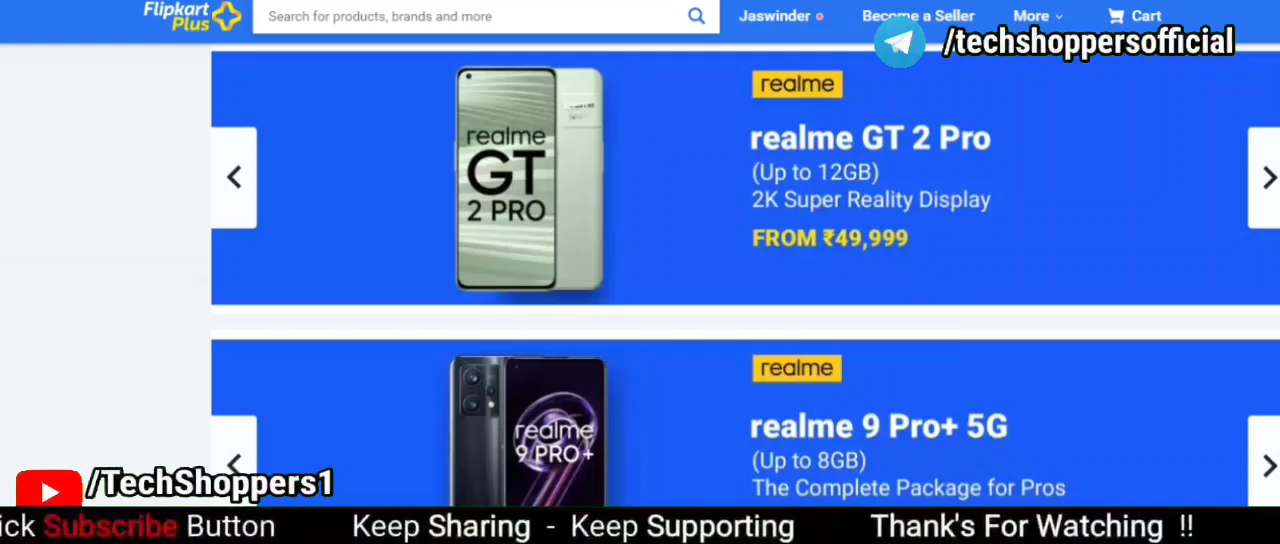 Flipkart
Plus
Search for products, brands and more
Jaswinder
Become a Seller
More
Cart
/techshoppersofficial
realme
GT
2 PRO
realme
realme GT 2 Pro
(Up to 12GB)
2K Super Reality Display
FROM ₹49,999
realme
9 PRO+
realme
realme 9 Pro+ 5G
(Up to 8GB)
The Complete Package for Pros
/TechShoppers1
ick Subscribe Button Keep Sharing - Keep Supporting Thank's For Watching !!